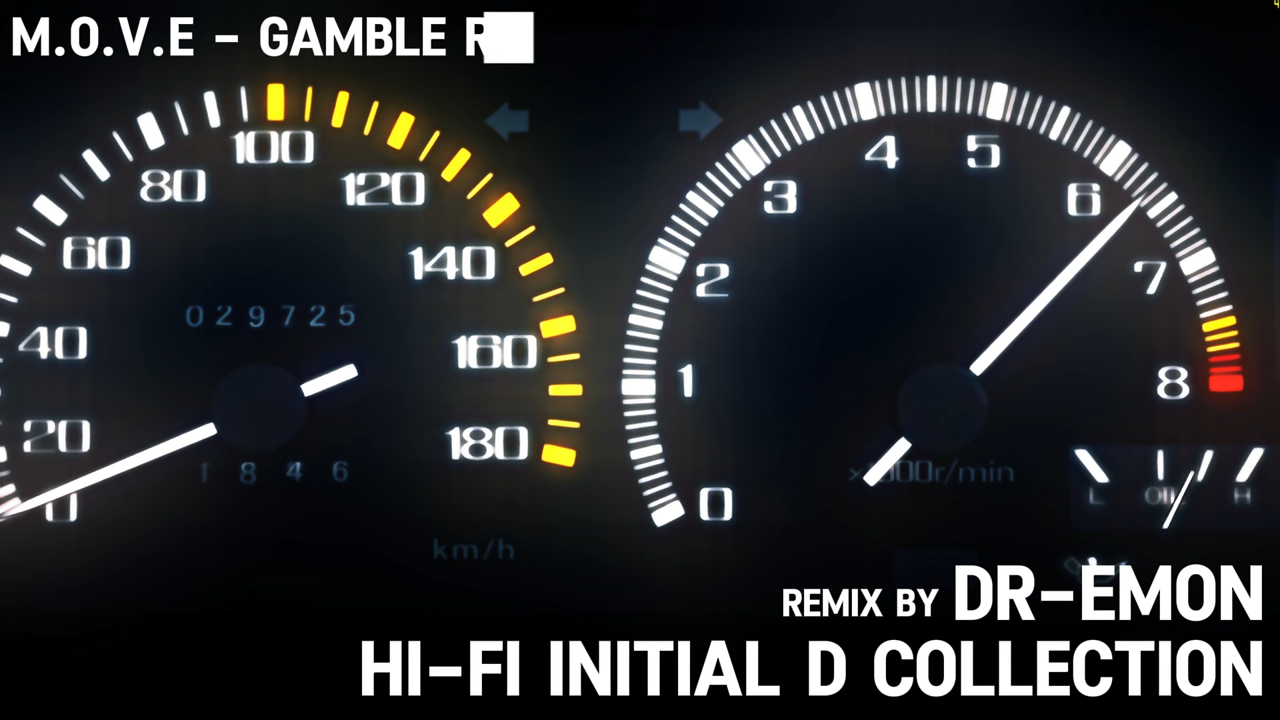 M.O.V.E - GAMBLE
100
80
120
60
140
029725
40
160
20
180
1846
0
km/h
4
5
3
6
2
7
1
8
0
r/min
L
OIL
H
REMIX BY DR-EMON
HI-FI INITIAL D COLLECTION